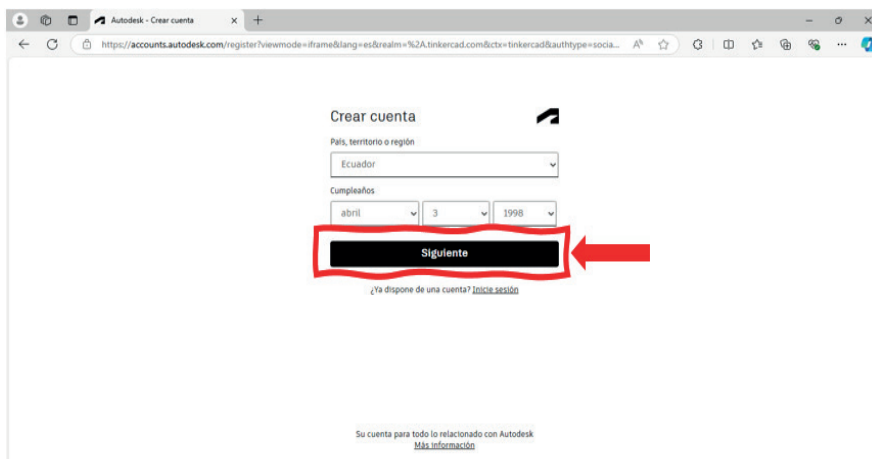 Autodesk - Crear cuenta
https://accounts.autodesk.com/register?viewmode=iframe&lang=es&realm=%2A.tinkercad.com&ctx=tinkercad&authtype=socia...
Crear cuenta
País, territorio o región
Ecuador
Cumpleaños
abril 3 1998
Siguiente
¿Ya dispone de una cuenta? Inicie sesión
Su cuenta para todo lo relacionado con Autodesk
Más información